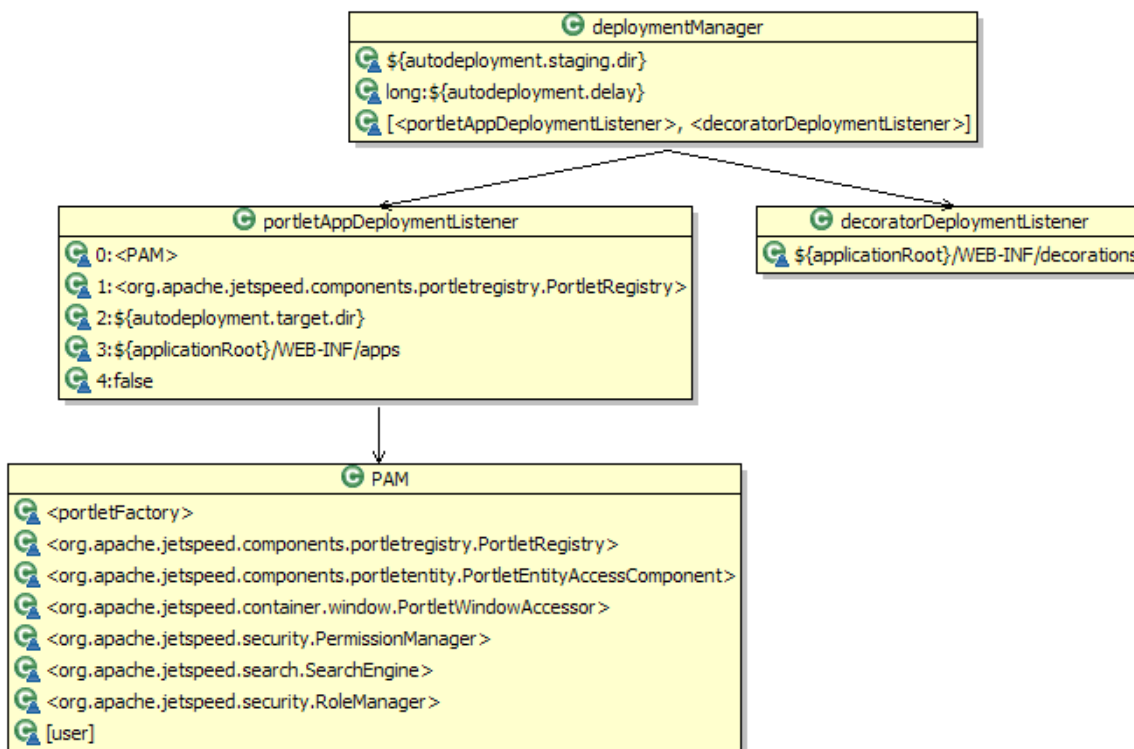 deploymentManager
${autodeployment.staging.dir}
long:${autodeployment.delay}
[<portletAppDeploymentListener>, <decoratorDeploymentListener>]
portletAppDeploymentListener
0:<PAM>
1:<org.apache.jetspeed.components.portletregistry.PortletRegistry>
2:${autodeployment.target.dir}
3:${applicationRoot}/WEB-INF/apps
4:false
decoratorDeploymentListener
${applicationRoot}/WEB-INF/decorations
PAM
<portletFactory>
<org.apache.jetspeed.components.portletregistry.PortletRegistry>
<org.apache.jetspeed.components.portletentity.PortletEntityAccessComponent>
<org.apache.jetspeed.container.window.PortletWindowAccessor>
<org.apache.jetspeed.security.PermissionManager>
<org.apache.jetspeed.search.SearchEngine>
<org.apache.jetspeed.security.RoleManager>
[user]